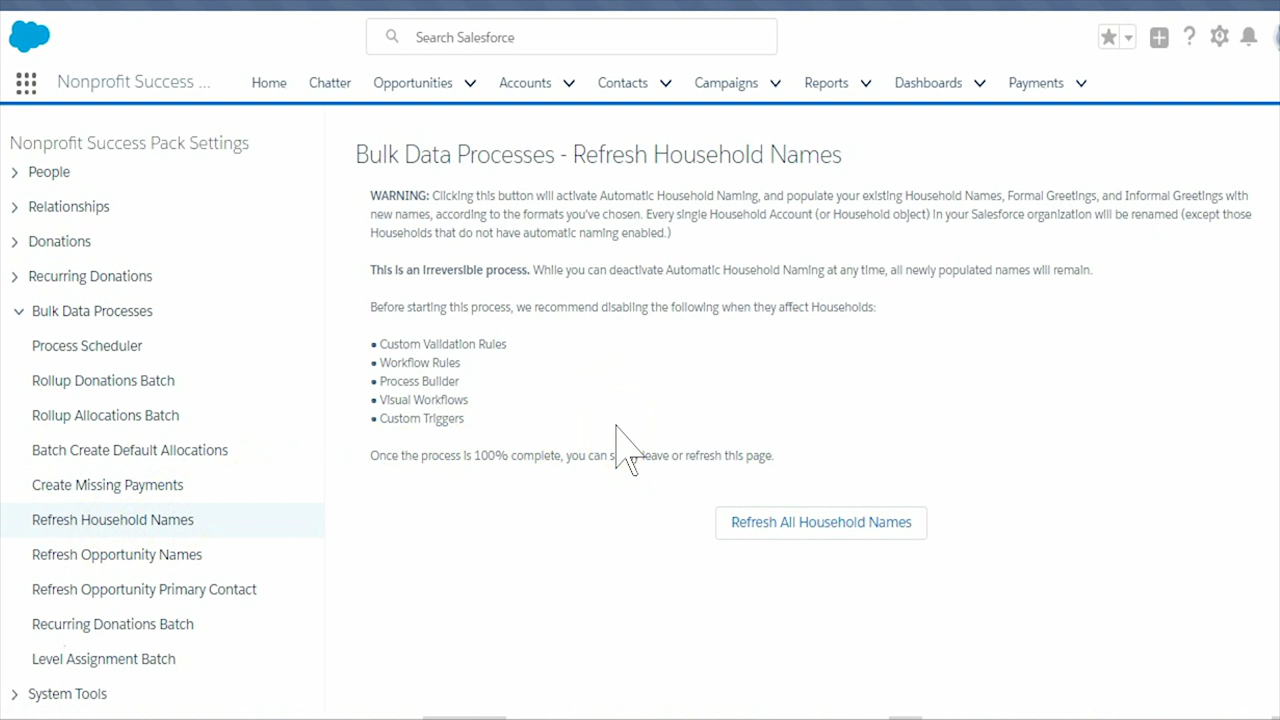 Search Salesforce
Nonprofit Success ...
Home
Chatter
Opportunities
Accounts
Contacts
Campaigns
Reports
Dashboards
Payments
Nonprofit Success Pack Settings
People
Relationships
Donations
Recurring Donations
Bulk Data Processes
Process Scheduler
Rollup Donations Batch
Rollup Allocations Batch
Batch Create Default Allocations
Create Missing Payments
Refresh Household Names
Refresh Opportunity Names
Refresh Opportunity Primary Contact
Recurring Donations Batch
Level Assignment Batch
System Tools
Bulk Data Processes - Refresh Household Names
WARNING: Clicking this button will activate Automatic Household Naming, and populate your existing Household Names, Formal Greetings, and Informal Greetings with
new names, according to the formats you've chosen. Every single Household Account (or Household object) in your Salesforce organization will be renamed (except those
Households that do not have automatic naming enabled.)
This is an irreversible process. While you can deactivate Automatic Household Naming at any time, all newly populated names will remain.
Before starting this process, we recommend disabling the following when they affect Households:
• Custom Validation Rules
• Workflow Rules
• Process Builder
• Visual Workflows
• Custom Triggers
Once the process is 100% complete, you can leave or refresh this page.
Refresh All Household Names